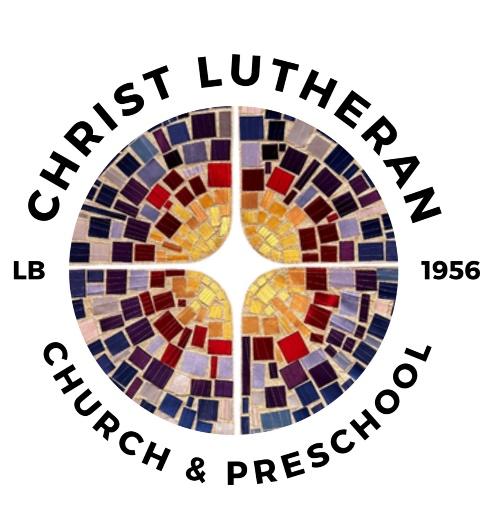 CHRIST LUTHERAN
LB
1956
CHURCH & PRESCHOOL